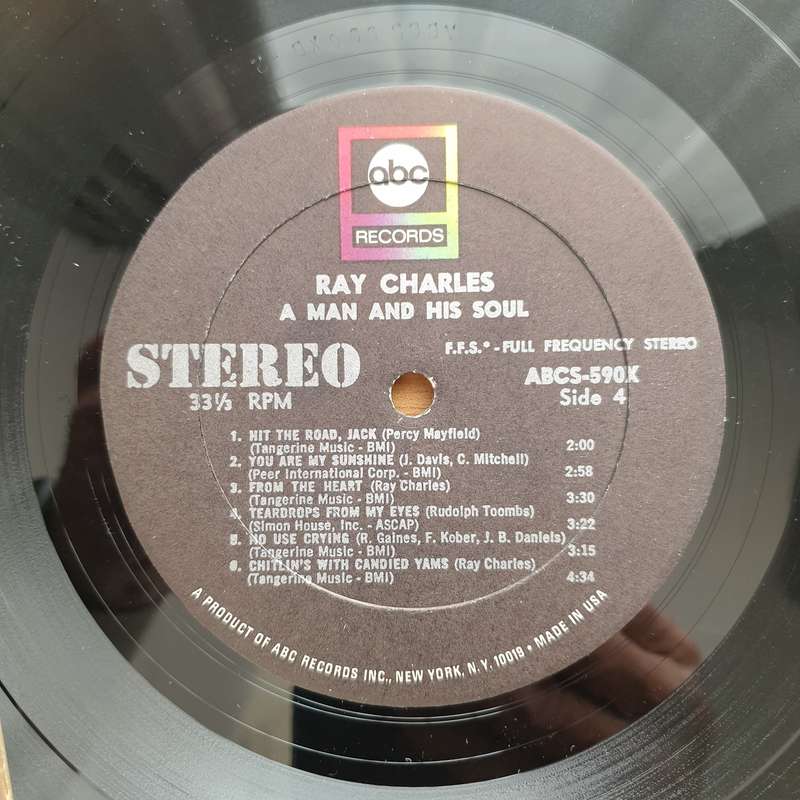 abc
RECORDS
RAY CHARLES
A MAN AND HIS SOUL
F.F.S.® - FULL FREQUENCY STEREO
STEREO
33⅓ RPM
ABCS-590X
Side 4
1. HIT THE ROAD, JACK (Percy Mayfield)
(Tangerine Music - BMI) 2:00
2. YOU ARE MY SUNSHINE (J. Davis, C. Mitchell)
(Peer International Corp. - BMI) 2:58
3. FROM THE HEART (Ray Charles)
(Tangerine Music - BMI) 3:30
4. TEARDROPS FROM MY EYES (Rudolph Toombs)
(Simon House, Inc. - ASCAP) 3:22
5. NO USE CRYING (R. Gaines, F. Kober, J. B. Daniels)
(Tangerine Music - BMI) 3:15
6. CHITLIN'S WITH CANDIED YAMS (Ray Charles)
(Tangerine Music - BMI) 4:34
A PRODUCT OF ABC RECORDS INC., NEW YORK, N.Y. 10019 • MADE IN USA